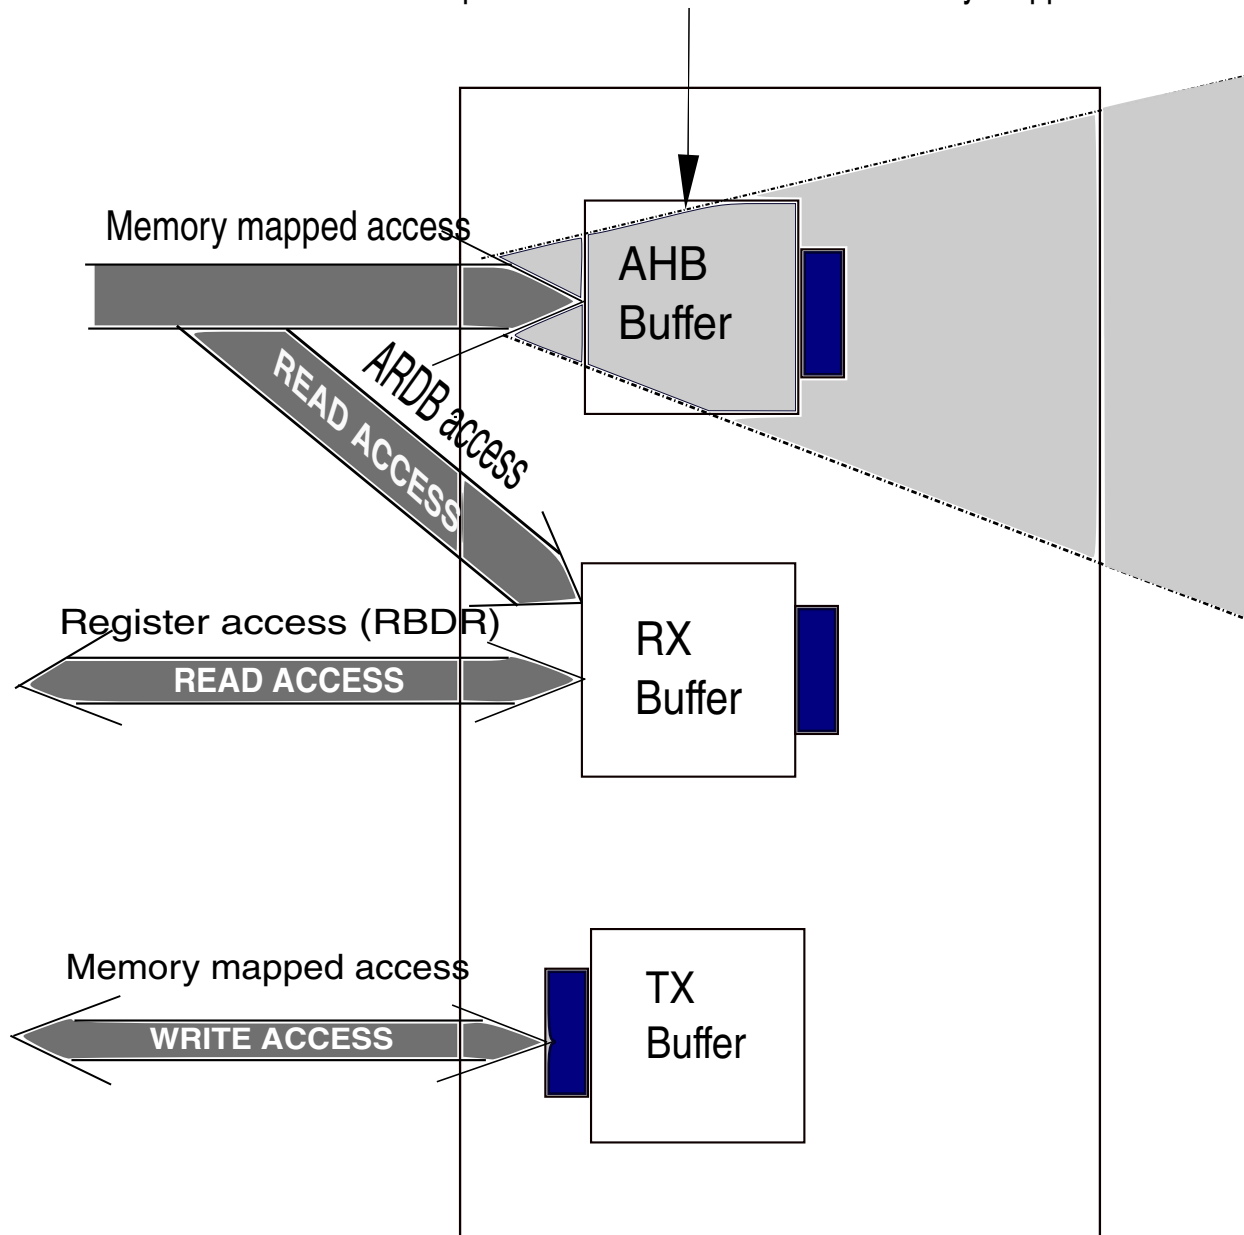 Memory mapped access
AHB
Buffer
ARDB access
READ ACCESS
Register access (RBDR)
READ ACCESS
RX
Buffer
Memory mapped access
WRITE ACCESS
TX
Buffer